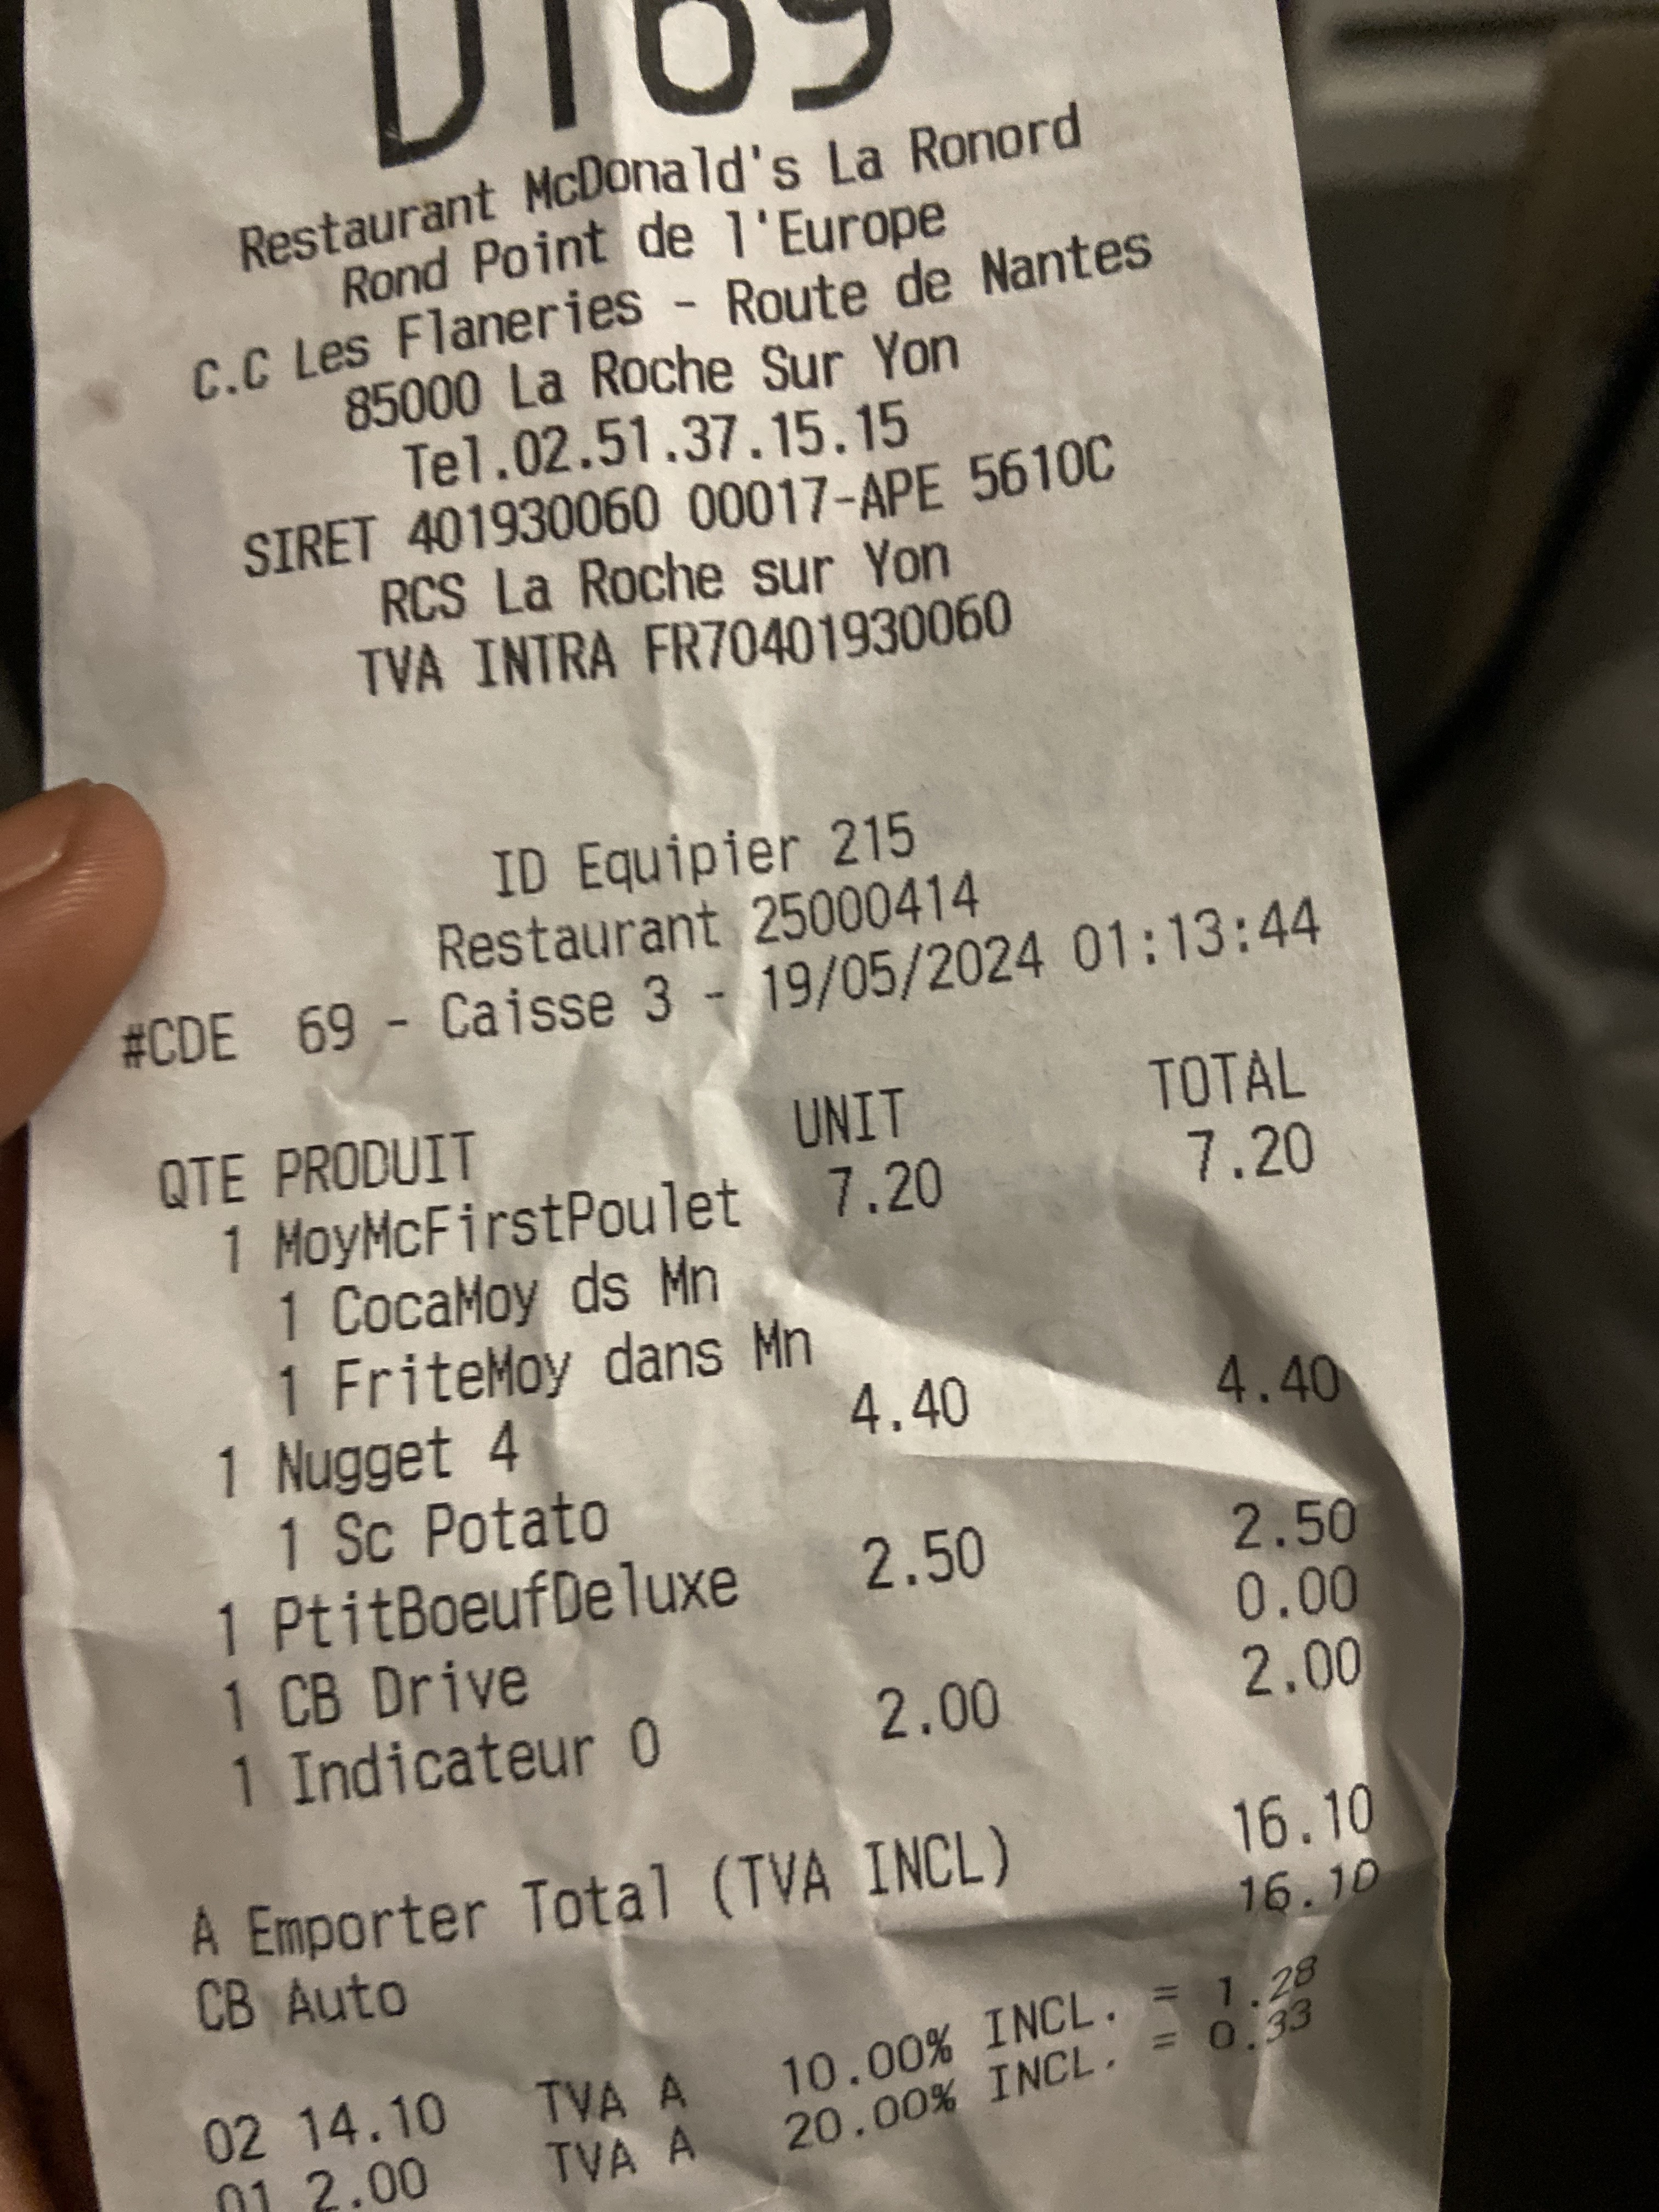 DT69
Restaurant McDonald's La Ronord
Rond Point de l'Europe
C.C Les Flaneries - Route de Nantes
85000 La Roche Sur Yon
Tel.02.51.37.15.15
SIRET 401930060 00017-APE 5610C
RCS La Roche sur Yon
TVA INTRA FR70401930060
ID Equipier 215
Restaurant 25000414
#CDE 69 - Caisse 3 - 19/05/2024 01:13:44
QTE PRODUIT UNIT TOTAL
1 MoyMcFirstPoulet 7.20 7.20
1 CocaMoy ds Mn
1 FriteMoy dans Mn
1 Nugget 4 4.40 4.40
1 Sc Potato
1 PtitBoeufDeluxe 2.50 2.50
1 CB Drive 0.00
1 Indicateur O 2.00 2.00
A Emporter Total (TVA INCL) 16.10
CB Auto 16.10
02 14.10 TVA A 10.00% INCL. = 1.28
01 2.00 TVA A 20.00% INCL. = 0.33